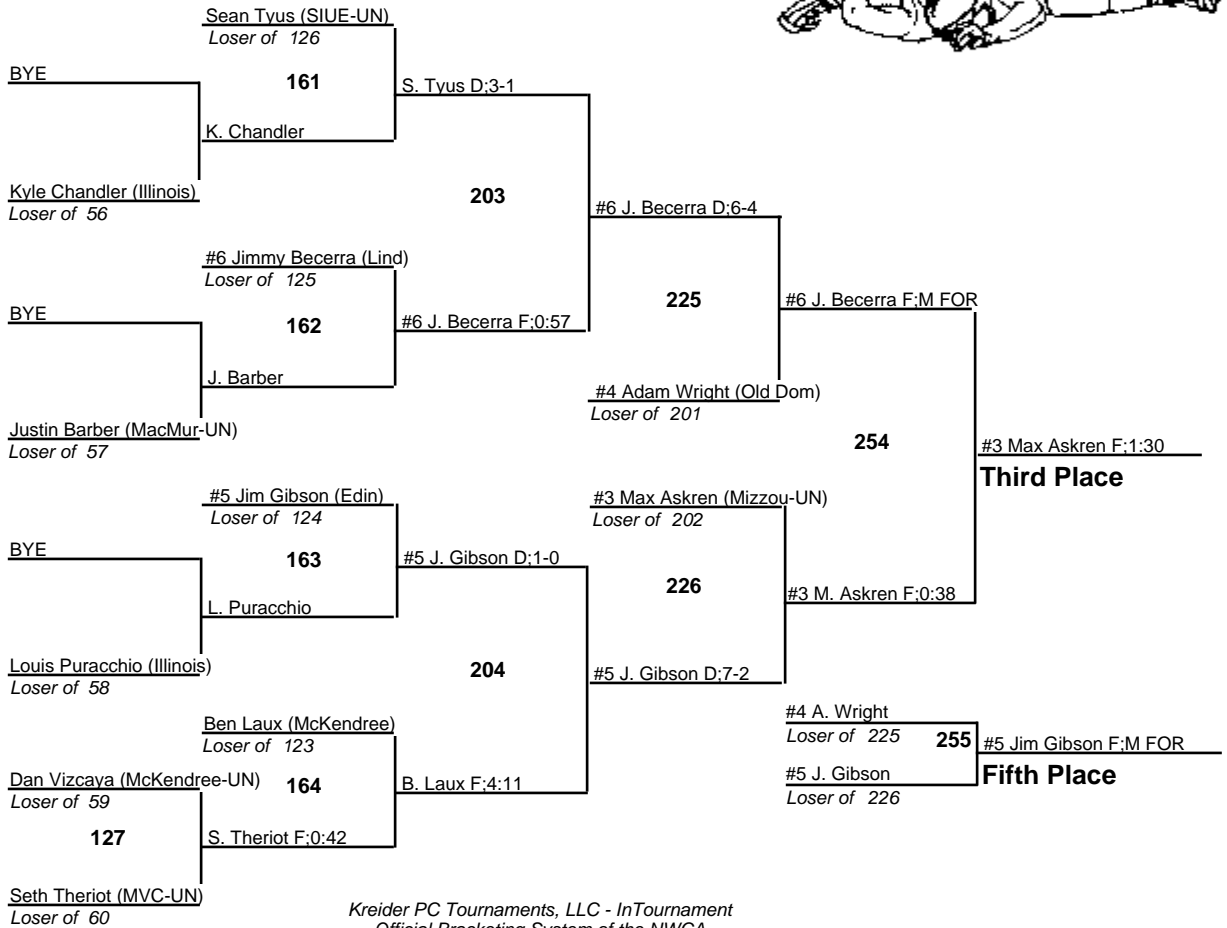 Sean Tyus (SIUE-UN)
Loser of 126
BYE
161
S. Tyus D;3-1
K. Chandler
Kyle Chandler (Illinois)
Loser of 56
203
#6 J. Becerra D;6-4
#6 Jimmy Becerra (Lind)
Loser of 125
BYE
162
#6 J. Becerra F;0:57
225
#6 J. Becerra F;M FOR
J. Barber
#4 Adam Wright (Old Dom)
Loser of 201
Justin Barber (MacMur-UN)
Loser of 57
254
#3 Max Askren F;1:30
Third Place
#5 Jim Gibson (Edin)
Loser of 124
#3 Max Askren (Mizzou-UN)
Loser of 202
BYE
163
#5 J. Gibson D;1-0
226
#3 M. Askren F;0:38
L. Puracchio
Louis Puracchio (Illinois)
Loser of 58
204
#5 J. Gibson D;7-2
Ben Laux (McKendree)
Loser of 123
#4 A. Wright
Loser of 225
255
#5 Jim Gibson F;M FOR
Fifth Place
#5 J. Gibson
Loser of 226
Dan Vizcaya (McKendree-UN)
Loser of 59
164
B. Laux F;4:11
127
S. Theriot F;0:42
Seth Theriot (MVC-UN)
Loser of 60
Kreider PC Tournaments, LLC - InTournament
Official Bracketing System of the NWCA